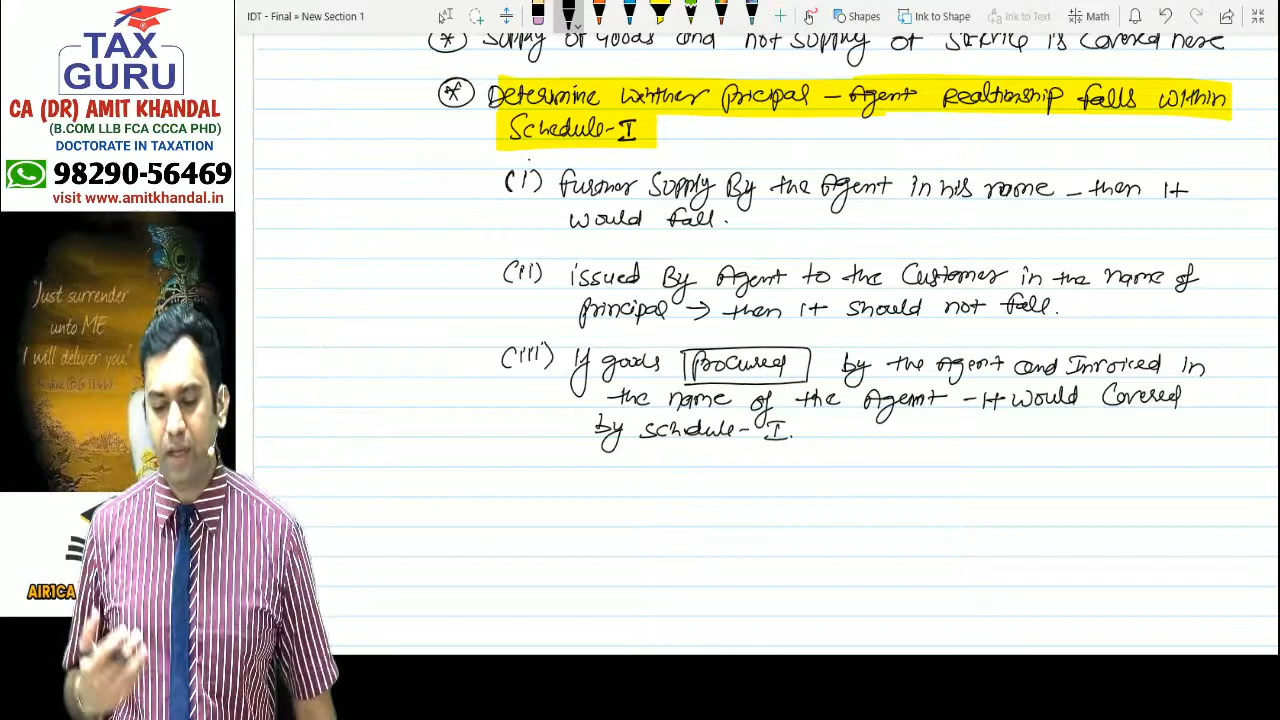 IDT - Final » New Section 1
Shapes
Ink to Shape
Ink to Text
Math
TAX
GURU
CA (DR) AMIT KHANDAL
(B.COM LLB FCA CCCA PHD)
DOCTORATE IN TAXATION
98290-56469
visit www.amitkhandal.in
"Just surrender
unto ME
I will deliver you!"
AIR1CA
(*) Supply of Goods and not supply of service is covered here
(*) Determine whether principal - Agent Relationship falls within
Schedule - I
(i) further supply By the Agent in his name - then it
would fall.
(ii) issued By Agent to the Customer in the name of
principal → then it should not fall.
(iii) If goods procured by the Agent and Invoiced in
the name of the Agent - it would Covered
by schedule - I.